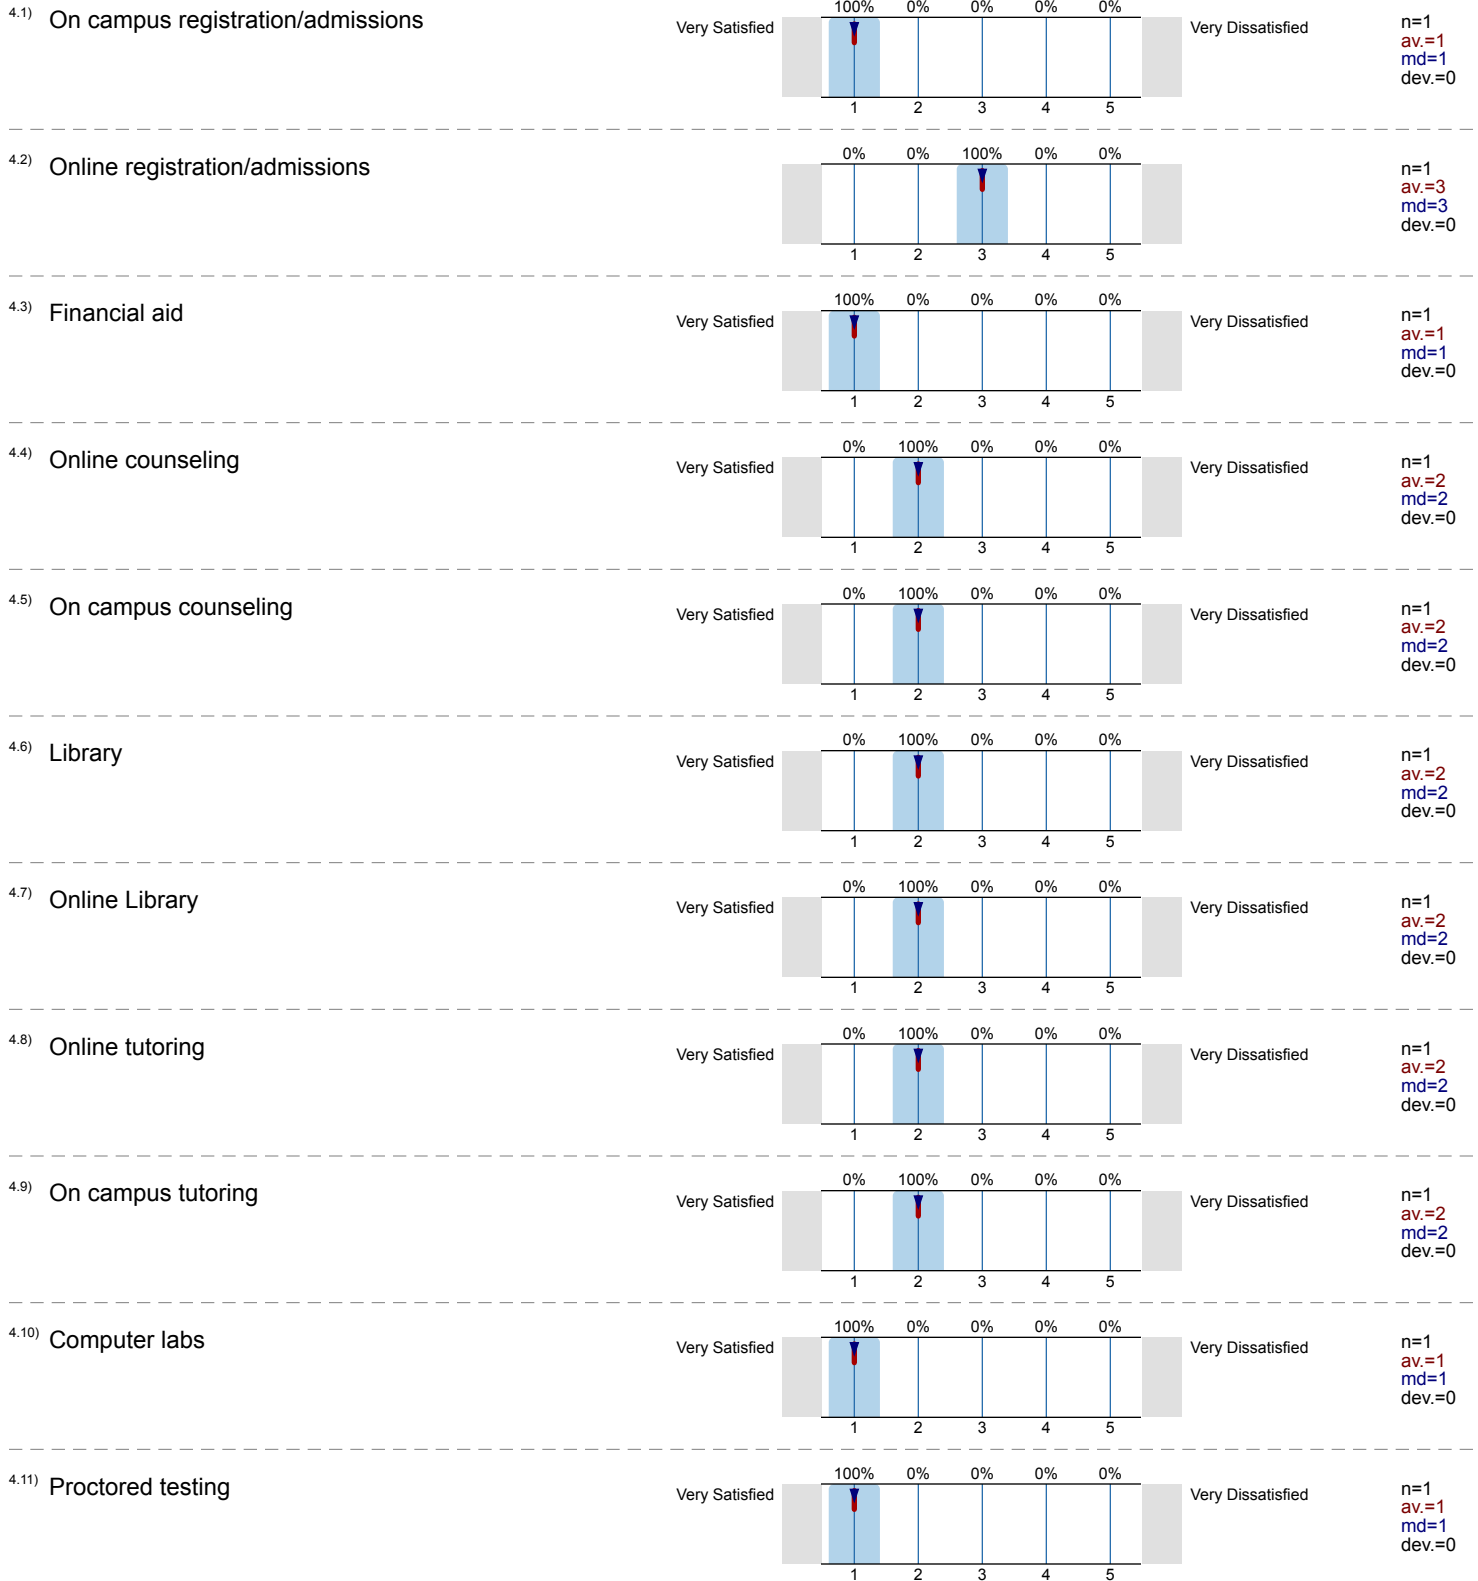 4.1) On campus registration/admissions
100% 0% 0% 0% 0%
Very Satisfied Very Dissatisfied
n=1
av.=1
md=1
dev.=0
1 2 3 4 5
4.2) Online registration/admissions
0% 0% 100% 0% 0%
n=1
av.=3
md=3
dev.=0
1 2 3 4 5
4.3) Financial aid
100% 0% 0% 0% 0%
Very Satisfied Very Dissatisfied
n=1
av.=1
md=1
dev.=0
1 2 3 4 5
4.4) Online counseling
0% 100% 0% 0% 0%
Very Satisfied Very Dissatisfied
n=1
av.=2
md=2
dev.=0
1 2 3 4 5
4.5) On campus counseling
0% 100% 0% 0% 0%
Very Satisfied Very Dissatisfied
n=1
av.=2
md=2
dev.=0
1 2 3 4 5
4.6) Library
0% 100% 0% 0% 0%
Very Satisfied Very Dissatisfied
n=1
av.=2
md=2
dev.=0
1 2 3 4 5
4.7) Online Library
0% 100% 0% 0% 0%
Very Satisfied Very Dissatisfied
n=1
av.=2
md=2
dev.=0
1 2 3 4 5
4.8) Online tutoring
0% 100% 0% 0% 0%
Very Satisfied Very Dissatisfied
n=1
av.=2
md=2
dev.=0
1 2 3 4 5
4.9) On campus tutoring
0% 100% 0% 0% 0%
Very Satisfied Very Dissatisfied
n=1
av.=2
md=2
dev.=0
1 2 3 4 5
4.10) Computer labs
100% 0% 0% 0% 0%
Very Satisfied Very Dissatisfied
n=1
av.=1
md=1
dev.=0
1 2 3 4 5
4.11) Proctored testing
100% 0% 0% 0% 0%
Very Satisfied Very Dissatisfied
n=1
av.=1
md=1
dev.=0
1 2 3 4 5